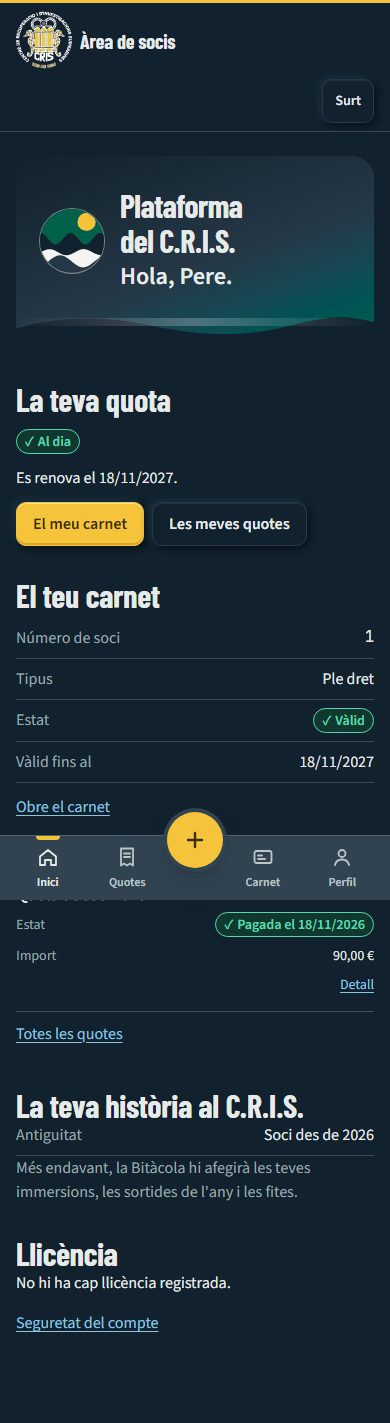 CRIS
Àrea de socis
Surt
Plataforma
del C.R.I.S.
Hola, Pere.
La teva quota
✓ Al dia
Es renova el 18/11/2027.
El meu carnet
Les meves quotes
El teu carnet
Número de soci 1
Tipus Ple dret
Estat ✓ Vàlid
Vàlid fins al 18/11/2027
Obre el carnet
+
Inici Quotes Carnet Perfil
Estat ✓ Pagada el 18/11/2026
Import 90,00 €
Detall
Totes les quotes
La teva història al C.R.I.S.
Antiguitat Soci des de 2026
Més endavant, la Bitàcola hi afegirà les teves
immersions, les sortides de l'any i les fites.
Llicència
No hi ha cap llicència registrada.
Seguretat del compte